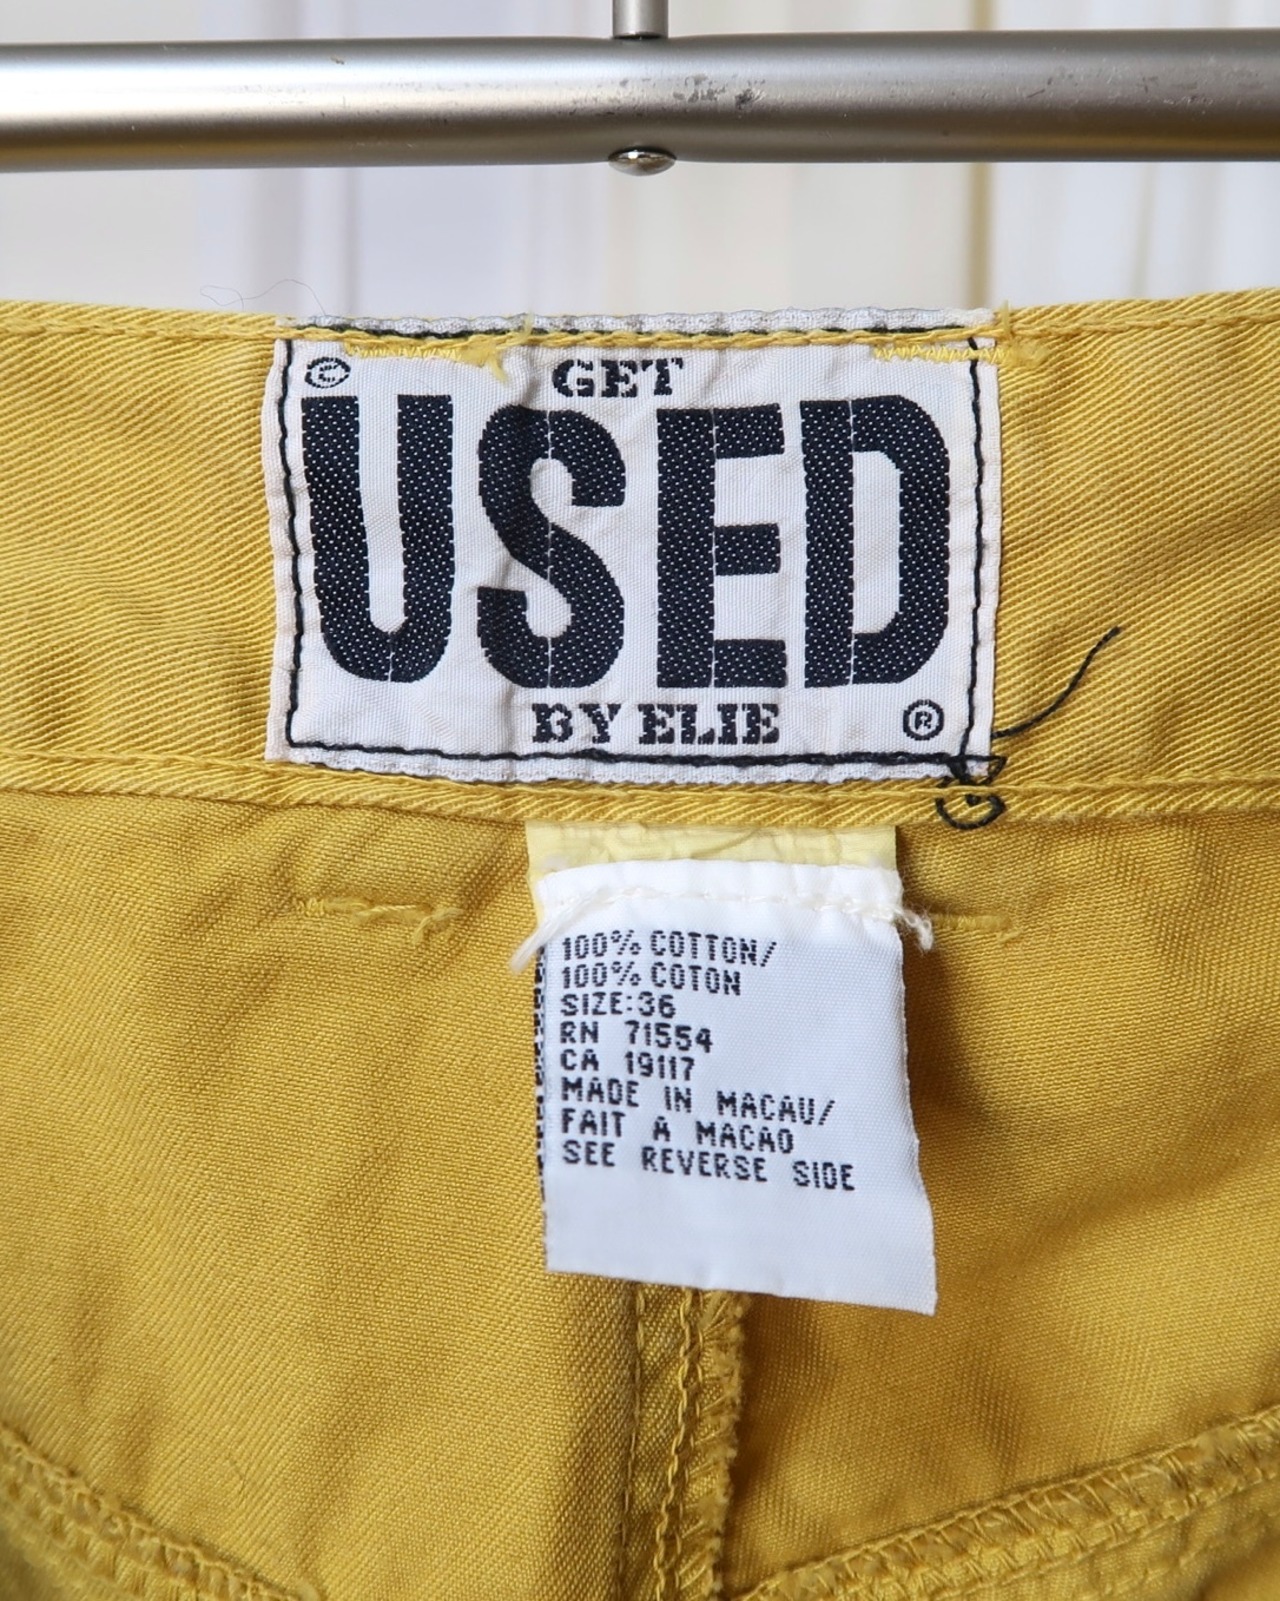 © GET
USED
BY ELIE ®
100% COTTON/
100% COTON
SIZE:36
RN 71554
CA 19117
MADE IN MACAU/
FAIT A MACAO
SEE REVERSE SIDE